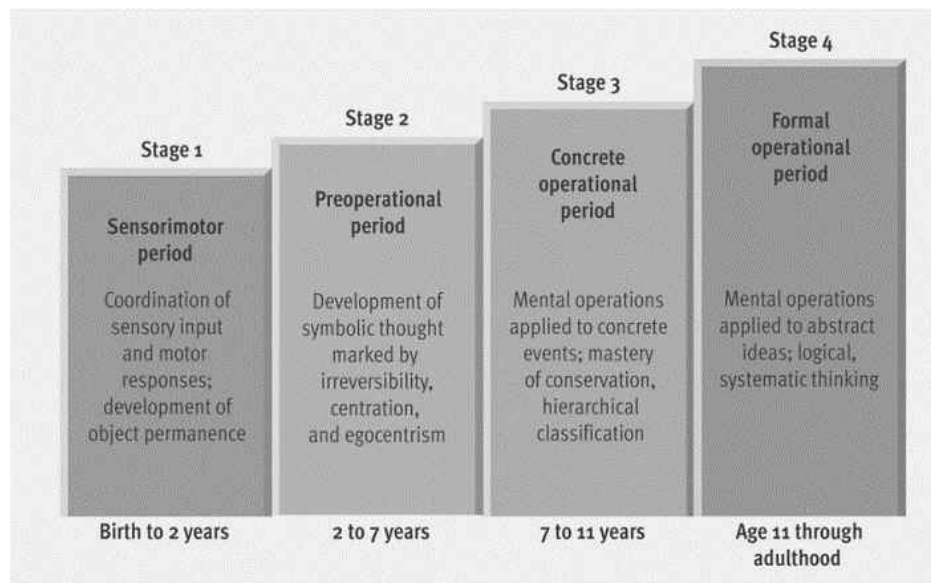 Stage 1
Sensorimotor
period
Coordination of
sensory input
and motor
responses;
development of
object permanence
Birth to 2 years
Stage 2
Preoperational
period
Development of
symbolic thought
marked by
irreversibility,
centration,
and egocentrism
2 to 7 years
Stage 3
Concrete
operational
period
Mental operations
applied to concrete
events; mastery
of conservation,
hierarchical
classification
7 to 11 years
Stage 4
Formal
operational
period
Mental operations
applied to abstract
ideas; logical,
systematic thinking
Age 11 through
adulthood